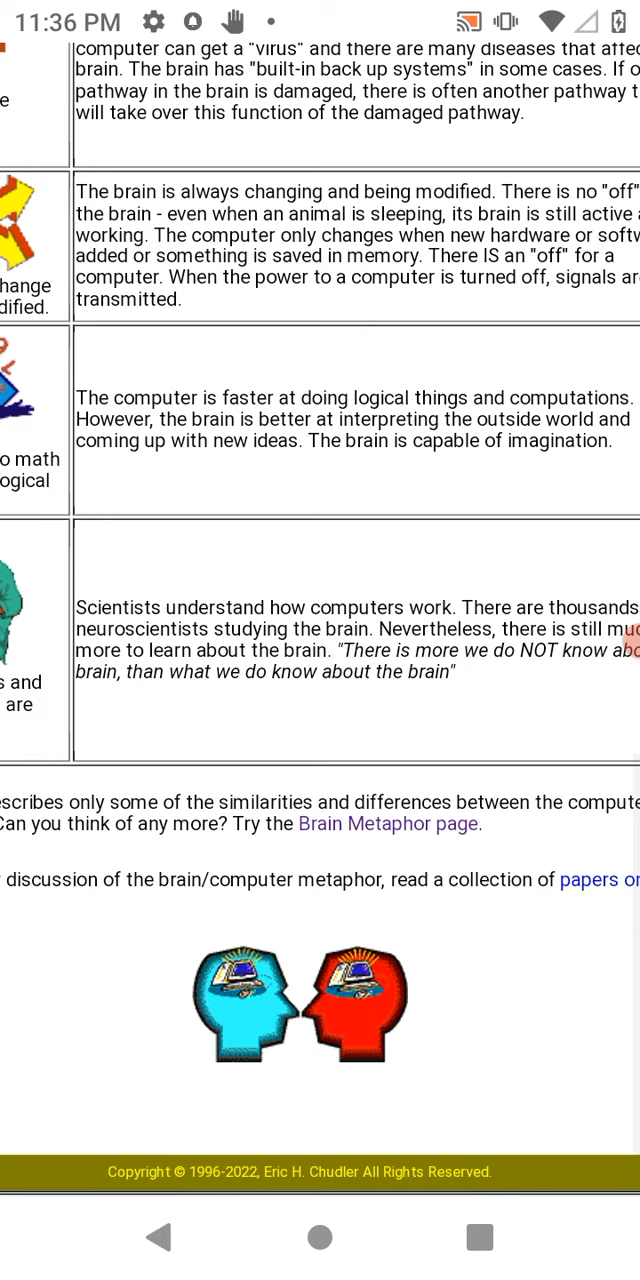 11:36 PM
computer can get a "virus" and there are many diseases that affec
brain. The brain has "built-in back up systems" in some cases. If o
e
pathway in the brain is damaged, there is often another pathway t
will take over this function of the damaged pathway.
The brain is always changing and being modified. There is no "off"
the brain - even when an animal is sleeping, its brain is still active a
working. The computer only changes when new hardware or softw
added or something is saved in memory. There IS an "off" for a
computer. When the power to a computer is turned off, signals are
transmitted.
hange
dified.
The computer is faster at doing logical things and computations.
However, the brain is better at interpreting the outside world and
coming up with new ideas. The brain is capable of imagination.
o math
ogical
Scientists understand how computers work. There are thousands
neuroscientists studying the brain. Nevertheless, there is still muc
more to learn about the brain. "There is more we do NOT know abo
brain, than what we do know about the brain"
s and
are
escribes only some of the similarities and differences between the compute
Can you think of any more? Try the Brain Metaphor page.
r discussion of the brain/computer metaphor, read a collection of papers on
Copyright © 1996-2022, Eric H. Chudler All Rights Reserved.